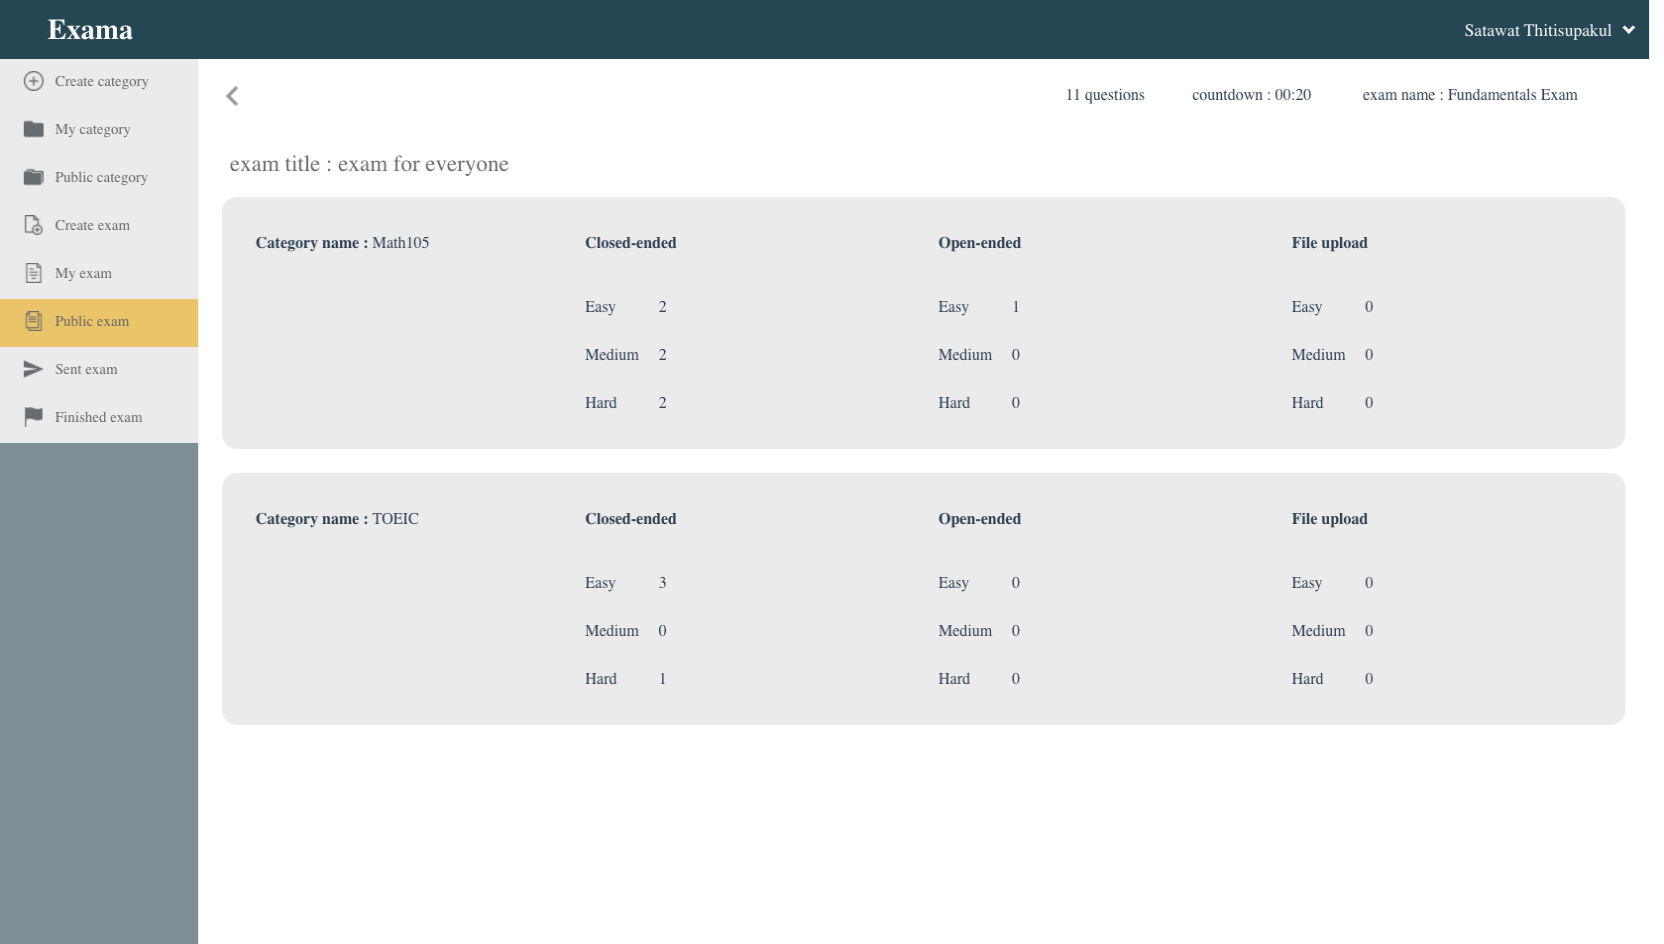 Exama
Satawat Thitisupakul
Create category
My category
Public category
Create exam
My exam
Public exam
Sent exam
Finished exam
11 questions countdown : 00:20 exam name : Fundamentals Exam
exam title : exam for everyone
Category name : Math105 Closed-ended Open-ended File upload
Easy 2 Easy 1 Easy 0
Medium 2 Medium 0 Medium 0
Hard 2 Hard 0 Hard 0
Category name : TOEIC Closed-ended Open-ended File upload
Easy 3 Easy 0 Easy 0
Medium 0 Medium 0 Medium 0
Hard 1 Hard 0 Hard 0